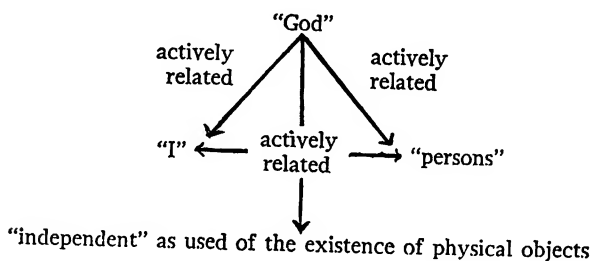 “God”
actively
related
actively
related
“I”
actively
related
“persons”
“independent” as used of the existence of physical objects